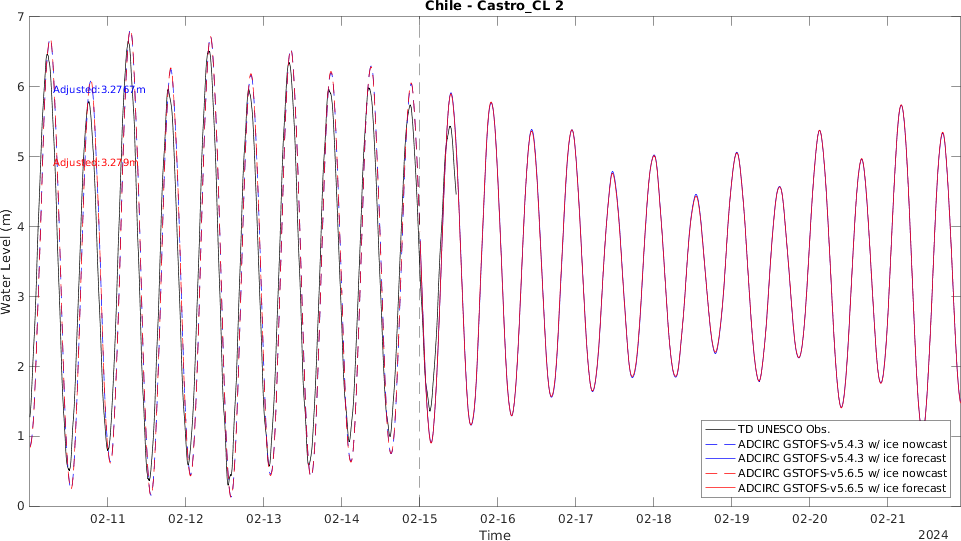 Chile - Castro_CL 2
7
6
5
4
3
2
1
0
Water Level (m)
Adjusted:3.2767m
Adjusted:3.279m
TD UNESCO Obs.
ADCIRC GSTOFS-v5.4.3 w/ ice nowcast
ADCIRC GSTOFS-v5.4.3 w/ ice forecast
ADCIRC GSTOFS-v5.6.5 w/ ice nowcast
ADCIRC GSTOFS-v5.6.5 w/ ice forecast
02-11 02-12 02-13 02-14 02-15 02-16 02-17 02-18 02-19 02-20 02-21
Time
2024